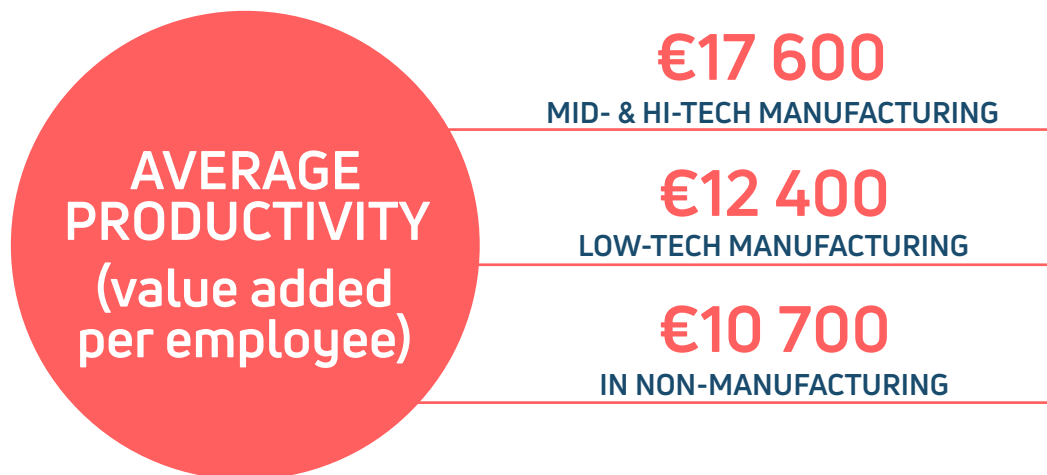 AVERAGE
PRODUCTIVITY
(value added
per employee)
€17 600
MID- & HI-TECH MANUFACTURING
€12 400
LOW-TECH MANUFACTURING
€10 700
IN NON-MANUFACTURING